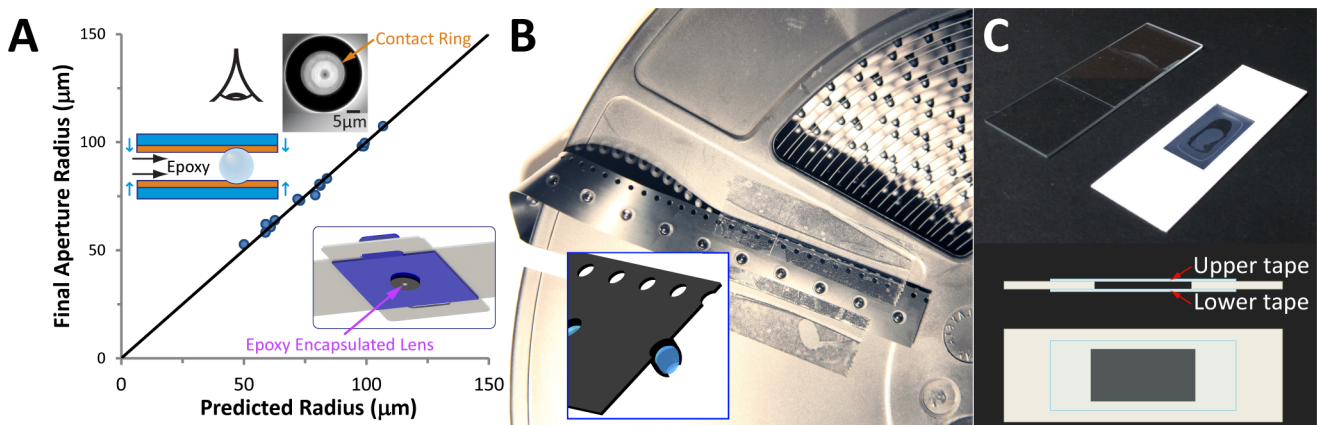 A
150
100
50
0
Final Aperture Radius (μm)
0
50
100
150
Predicted Radius (μm)
Contact Ring
5μm
Epoxy
Epoxy Encapsulated Lens
B
C
Upper tape
Lower tape